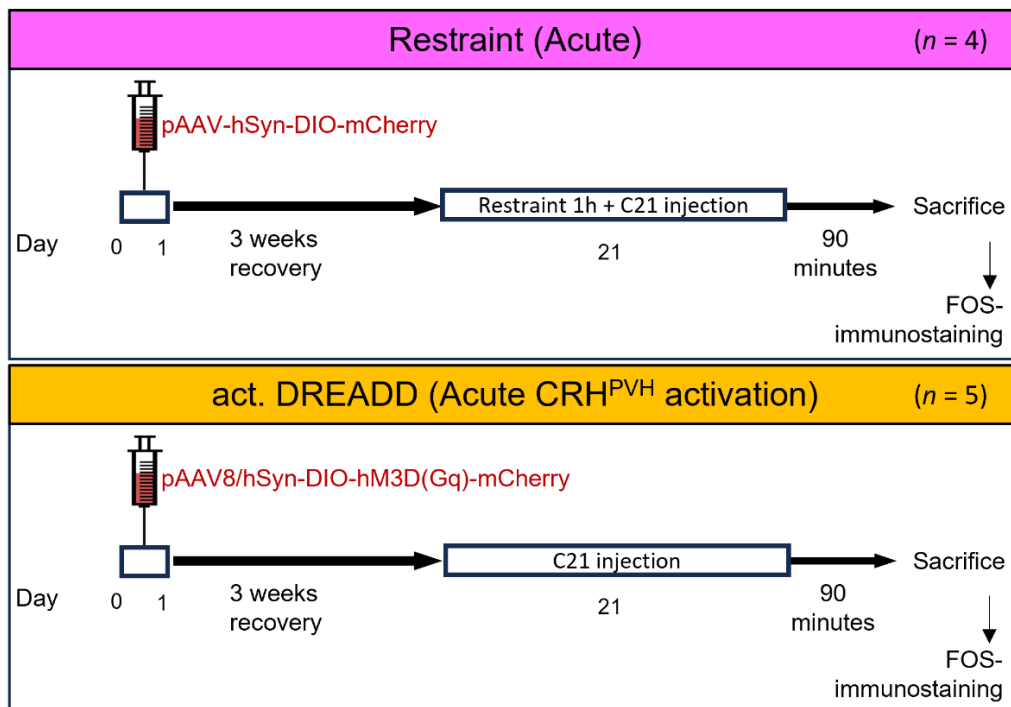 Restraint (Acute) (n = 4)
pAAV-hSyn-DIO-mCherry
Restraint 1h + C21 injection
Sacrifice
Day 0 1
3 weeks
recovery
21
90
minutes
FOS-
immunostaining
act. DREADD (Acute CRHᴾⱽᴴ activation) (n = 5)
pAAV8/hSyn-DIO-hM3D(Gq)-mCherry
C21 injection
Sacrifice
Day 0 1
3 weeks
recovery
21
90
minutes
FOS-
immunostaining